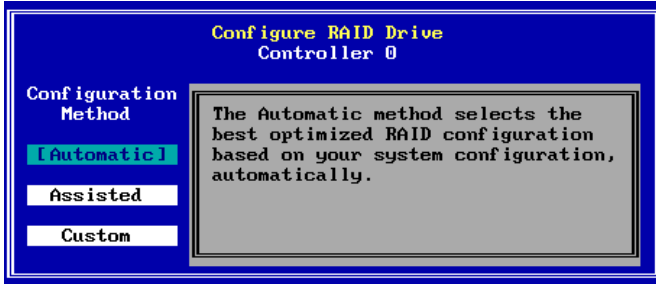 Configure RAID Drive
Controller 0
Configuration
Method
[Automatic]
Assisted
Custom
The Automatic method selects the
best optimized RAID configuration
based on your system configuration,
automatically.